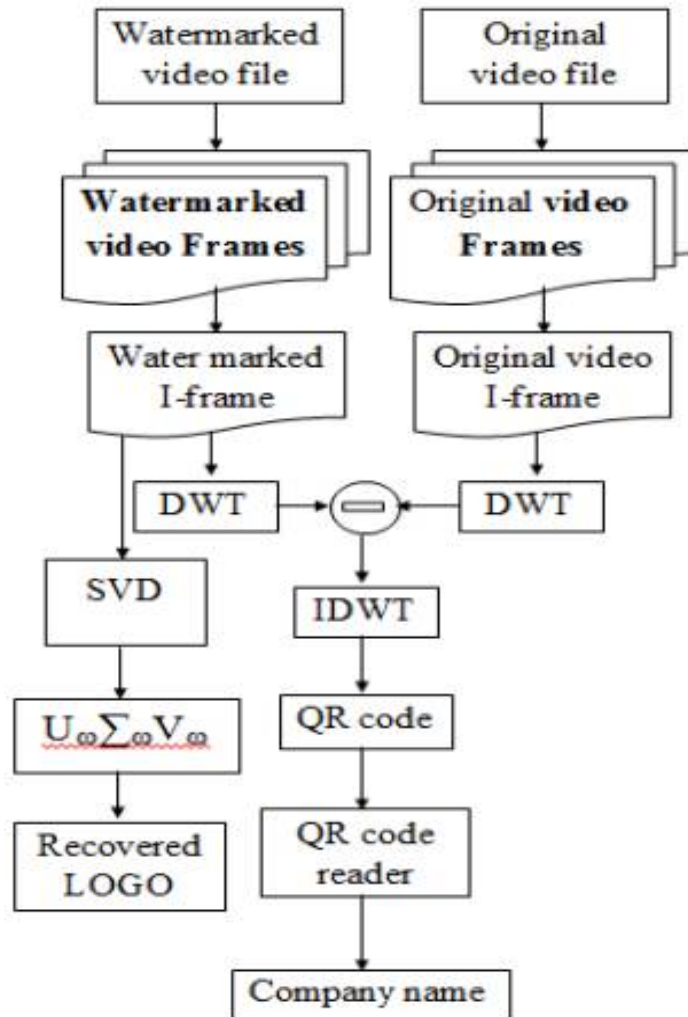 Watermarked
video file
Original
video file
Watermarked
video Frames
Original video
Frames
Water marked
I-frame
Original video
I-frame
DWT
DWT
SVD
IDWT
UωΣωVω
QR code
Recovered
LOGO
QR code
reader
Company name